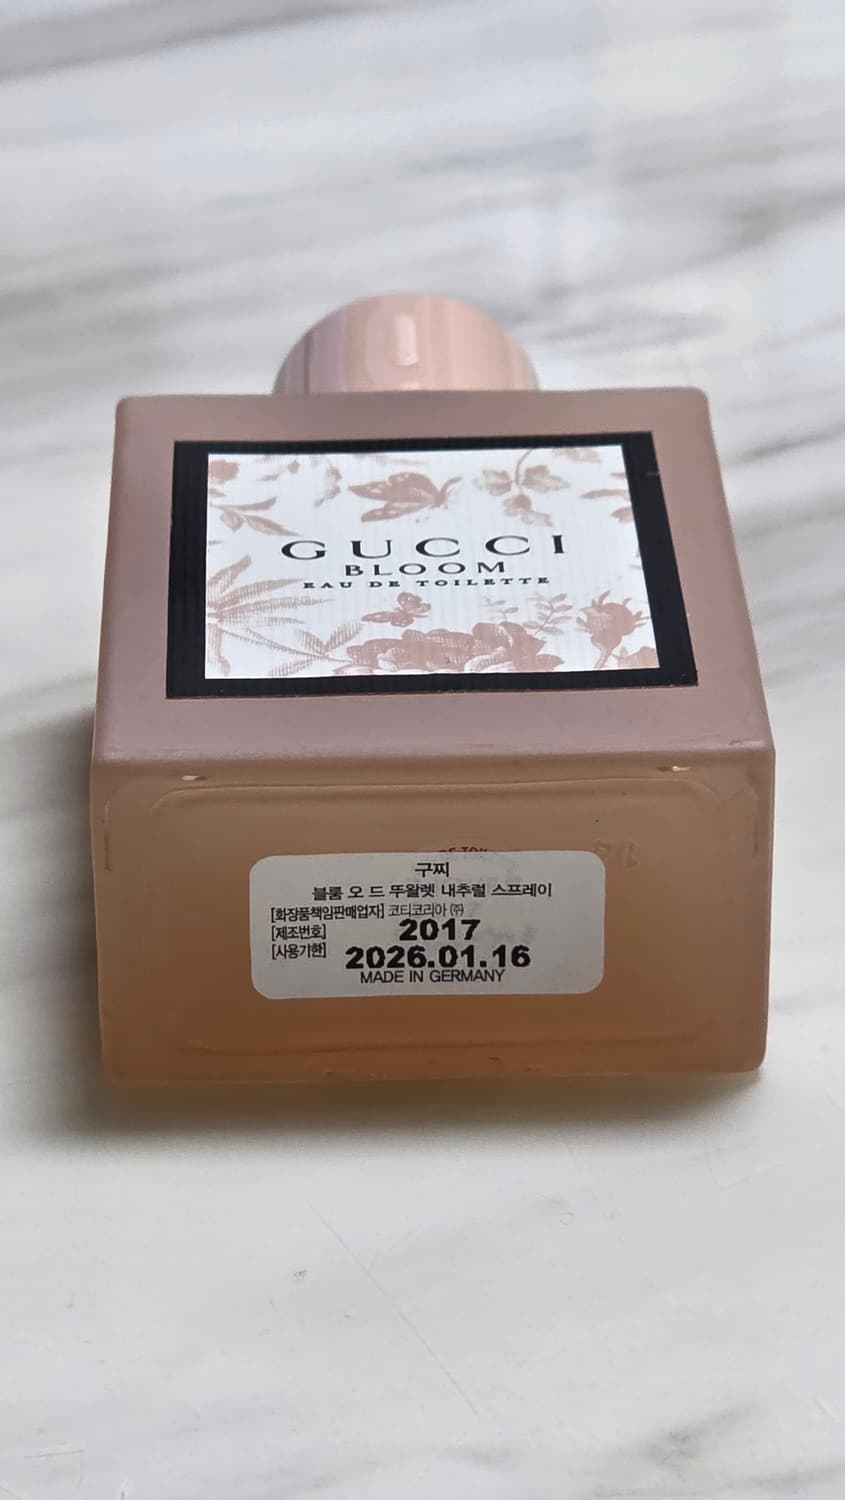 GUCCI
BLOOM
EAU DE TOILETTE
구찌
블룸 오 드 뚜왈렛 내추럴 스프레이
[화장품책임판매업자] 코티코리아 ㈜
[제조번호] 2017
[사용기한] 2026.01.16
MADE IN GERMANY